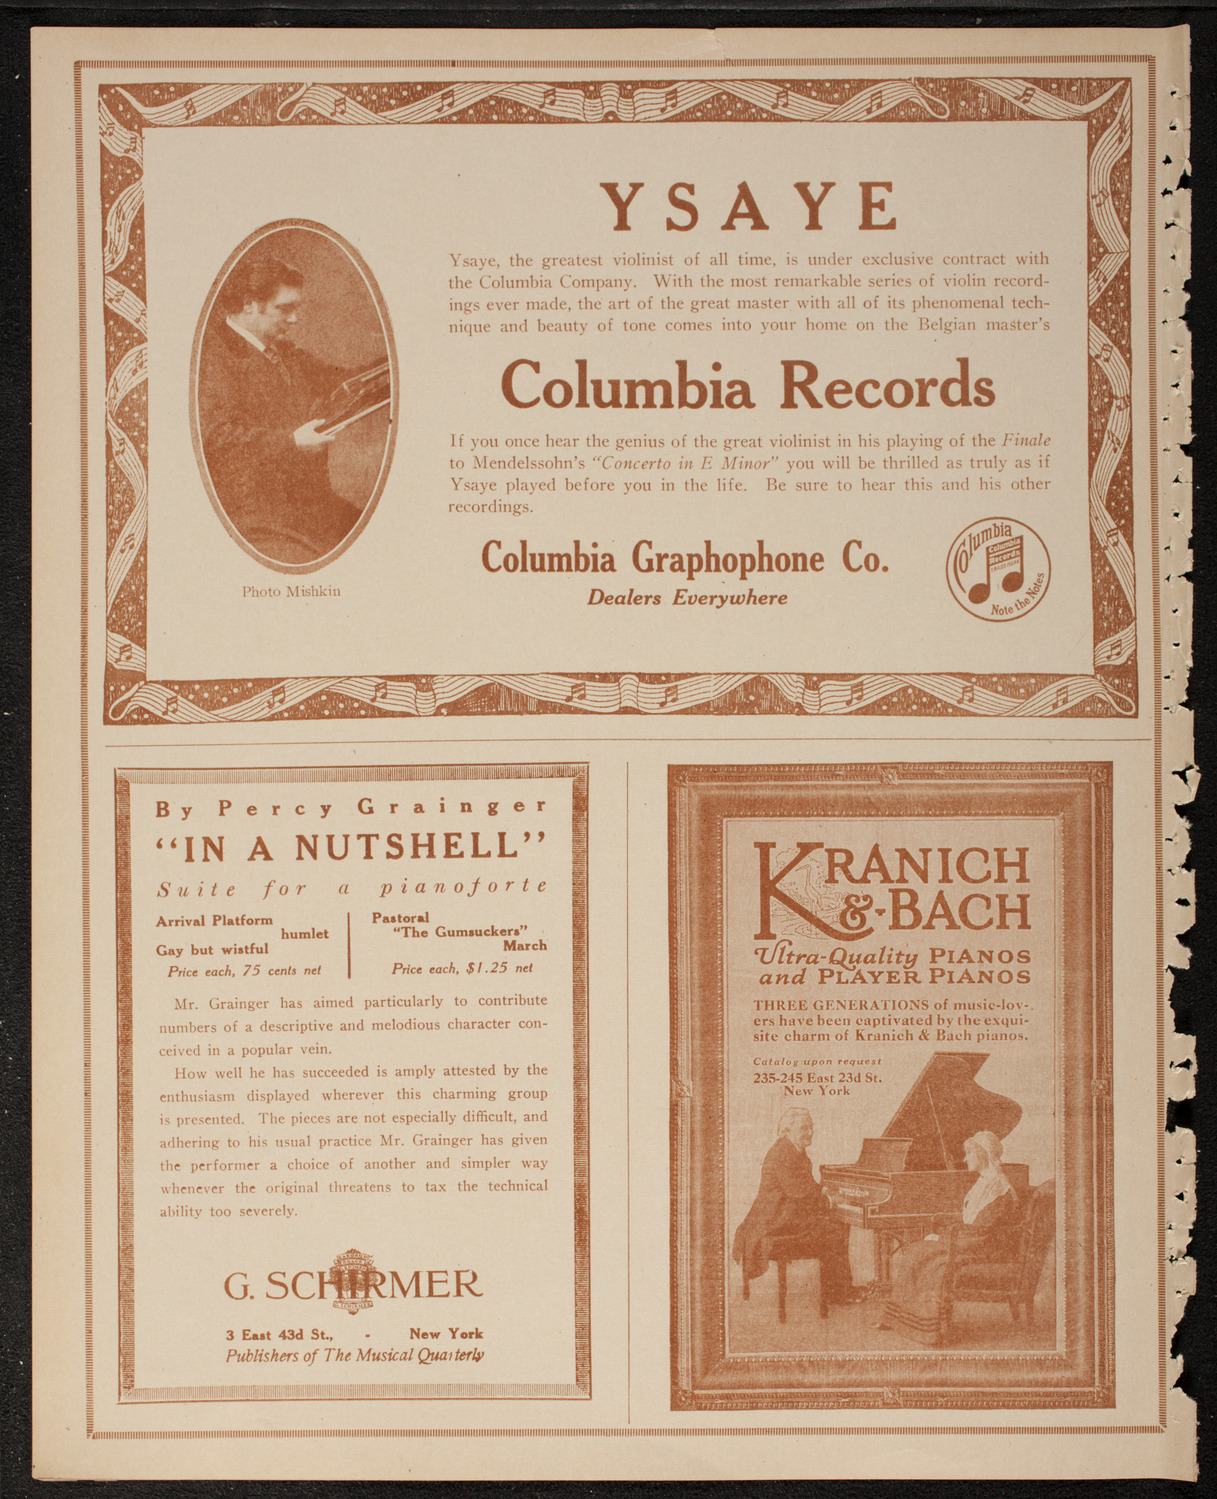 YSAYE
Ysaye, the greatest violinist of all time, is under exclusive contract with
the Columbia Company. With the most remarkable series of violin record-
ings ever made, the art of the great master with all of its phenomenal tech-
nique and beauty of tone comes into your home on the Belgian master's
Columbia Records
If you once hear the genius of the great violinist in his playing of the Finale
to Mendelssohn's "Concerto in E Minor" you will be thrilled as truly as if
Ysaye played before you in the life. Be sure to hear this and his other
recordings.
Columbia Graphophone Co.
Dealers Everywhere
Columbia
Columbia
Records
TRADE MARK
Note the Notes
Photo Mishkin
By Percy Grainger
"IN A NUTSHELL"
Suite for a pianoforte
Arrival Platform
humlet
Gay but wistful
Price each, 75 cents net
Pastoral
"The Gumsuckers"
March
Price each, $1.25 net
Mr. Grainger has aimed particularly to contribute
numbers of a descriptive and melodious character con-
ceived in a popular vein.
How well he has succeeded is amply attested by the
enthusiasm displayed wherever this charming group
is presented. The pieces are not especially difficult, and
adhering to his usual practice Mr. Grainger has given
the performer a choice of another and simpler way
whenever the original threatens to tax the technical
ability too severely.
G. SCHIRMER
3 East 43d St., - New York
Publishers of The Musical Quarterly
KRANICH
&-BACH
Ultra-Quality PIANOS
and PLAYER PIANOS
THREE GENERATIONS of music-lov-
ers have been captivated by the exqui-
site charm of Kranich & Bach pianos.
Catalog upon request
235-245 East 23d St.
New York